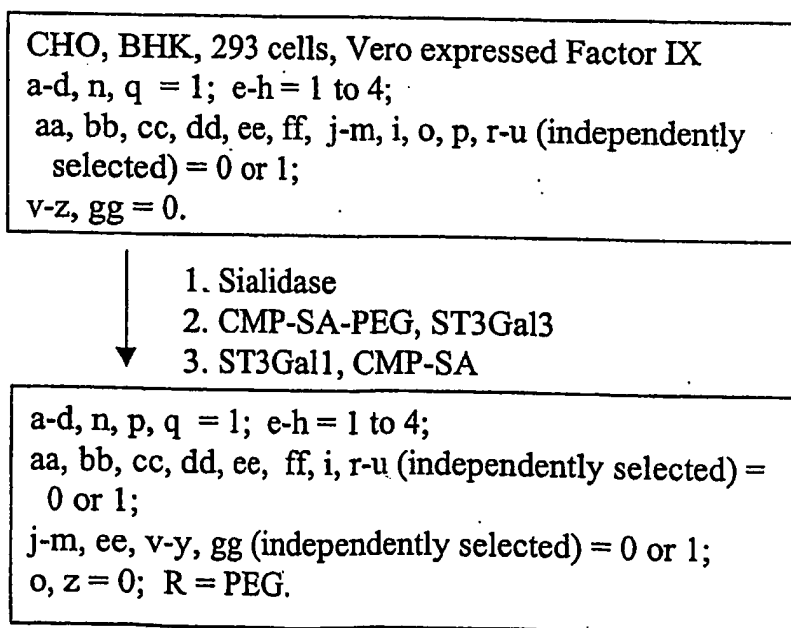 CHO, BHK, 293 cells, Vero expressed Factor IX
a-d, n, q = 1; e-h = 1 to 4;
aa, bb, cc, dd, ee, ff, j-m, i, o, p, r-u (independently
selected) = 0 or 1;
v-z, gg = 0.
1. Sialidase
2. CMP-SA-PEG, ST3Gal3
3. ST3Gal1, CMP-SA
a-d, n, p, q = 1; e-h = 1 to 4;
aa, bb, cc, dd, ee, ff, i, r-u (independently selected) =
0 or 1;
j-m, ee, v-y, gg (independently selected) = 0 or 1;
o, z = 0; R = PEG.